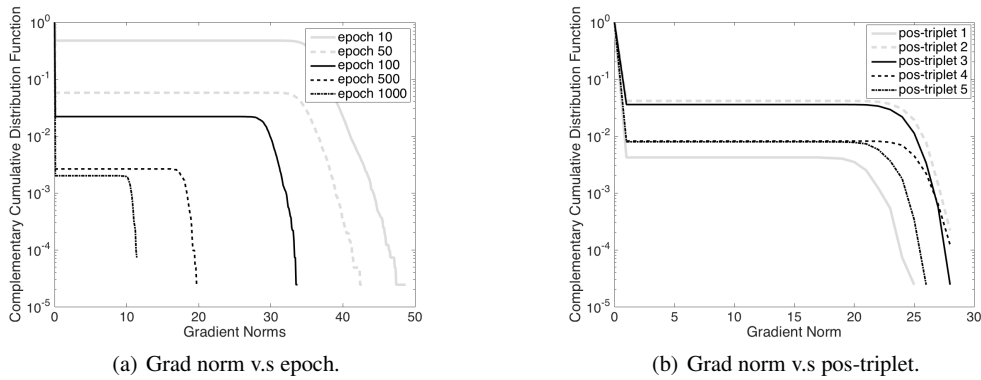 Complementary Cumulative Distribution Function
10^0
10^-1
10^-2
10^-3
10^-4
10^-5
0 10 20 30 40 50
Gradient Norms
epoch 10
epoch 50
epoch 100
epoch 500
epoch 1000
(a) Grad norm v.s epoch.
Complementary Cumulative Distribution Function
10^0
10^-1
10^-2
10^-3
10^-4
10^-5
0 5 10 15 20 25 30
Gradient Norm
pos-triplet 1
pos-triplet 2
pos-triplet 3
pos-triplet 4
pos-triplet 5
(b) Grad norm v.s pos-triplet.